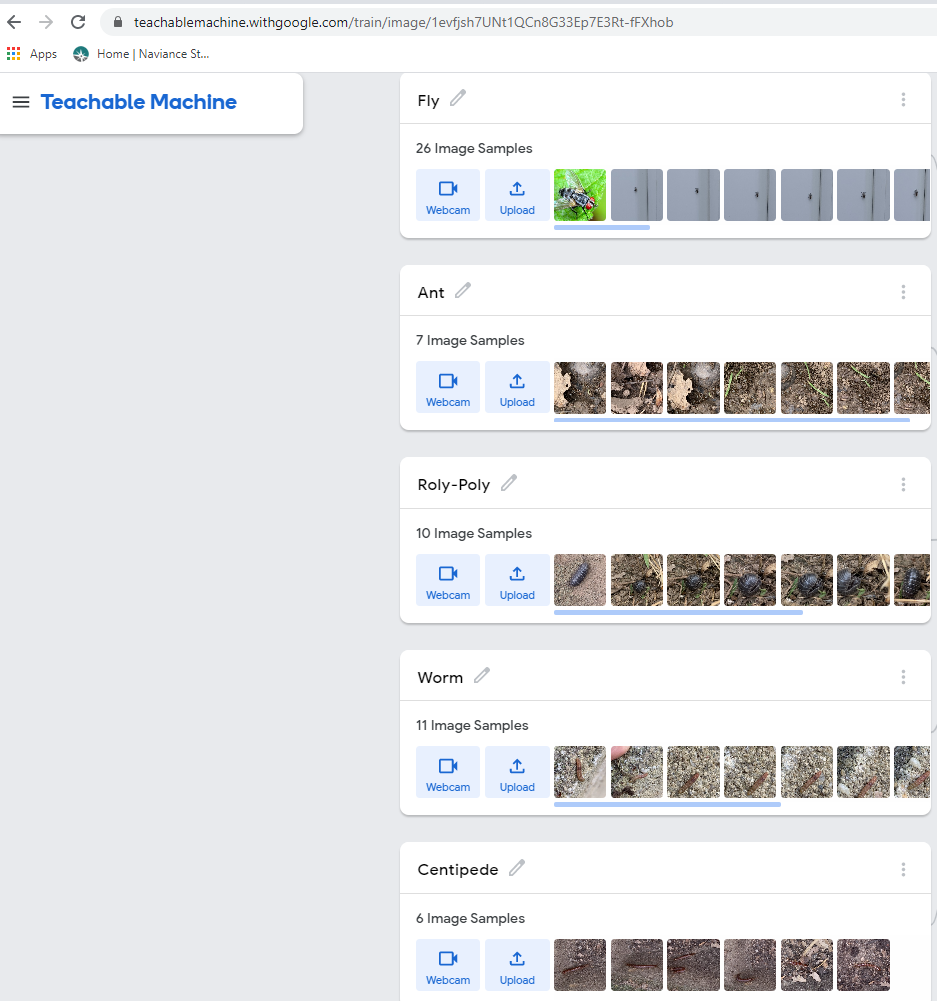 teachablemachine.withgoogle.com/train/image/1evfjsh7UNt1QCn8G33Ep7E3Rt-fFXhob
Apps Home | Naviance St...
Teachable Machine
Fly
26 Image Samples
Webcam Upload
Ant
7 Image Samples
Webcam Upload
Roly-Poly
10 Image Samples
Webcam Upload
Worm
11 Image Samples
Webcam Upload
Centipede
6 Image Samples
Webcam Upload